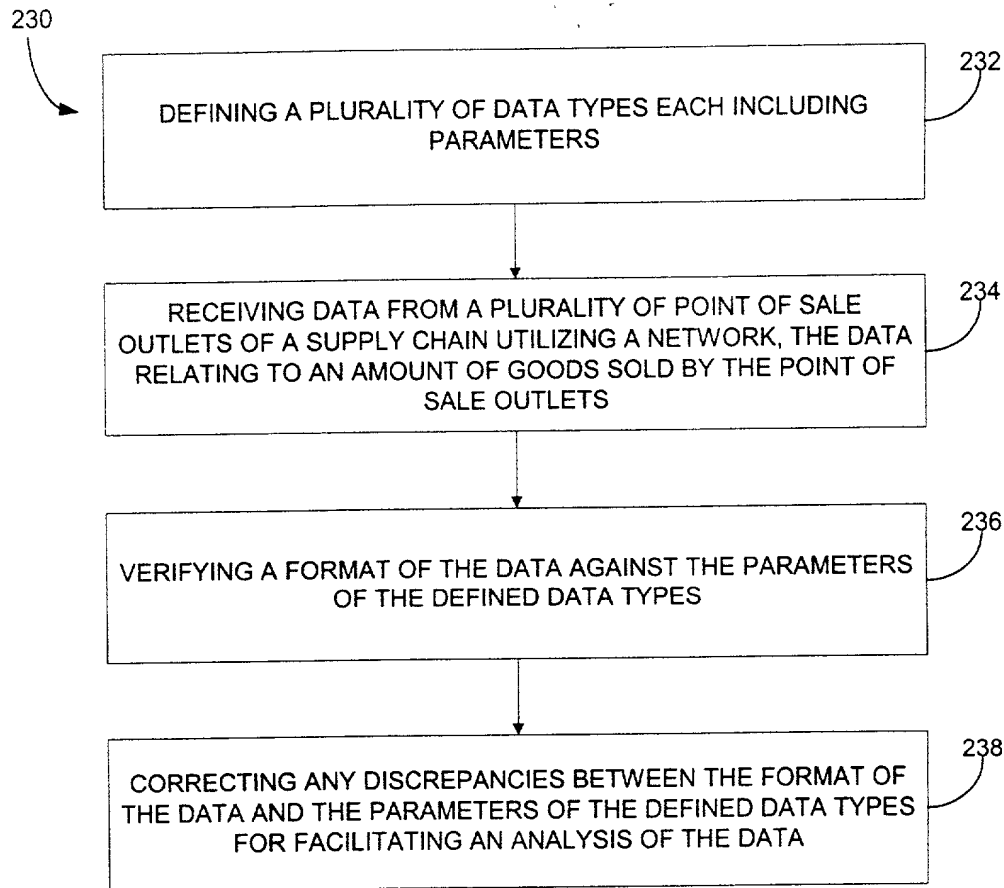 230
232
DEFINING A PLURALITY OF DATA TYPES EACH INCLUDING
PARAMETERS
234
RECEIVING DATA FROM A PLURALITY OF POINT OF SALE
OUTLETS OF A SUPPLY CHAIN UTILIZING A NETWORK, THE DATA
RELATING TO AN AMOUNT OF GOODS SOLD BY THE POINT OF
SALE OUTLETS
236
VERIFYING A FORMAT OF THE DATA AGAINST THE PARAMETERS
OF THE DEFINED DATA TYPES
238
CORRECTING ANY DISCREPANCIES BETWEEN THE FORMAT OF
THE DATA AND THE PARAMETERS OF THE DEFINED DATA TYPES
FOR FACILITATING AN ANALYSIS OF THE DATA